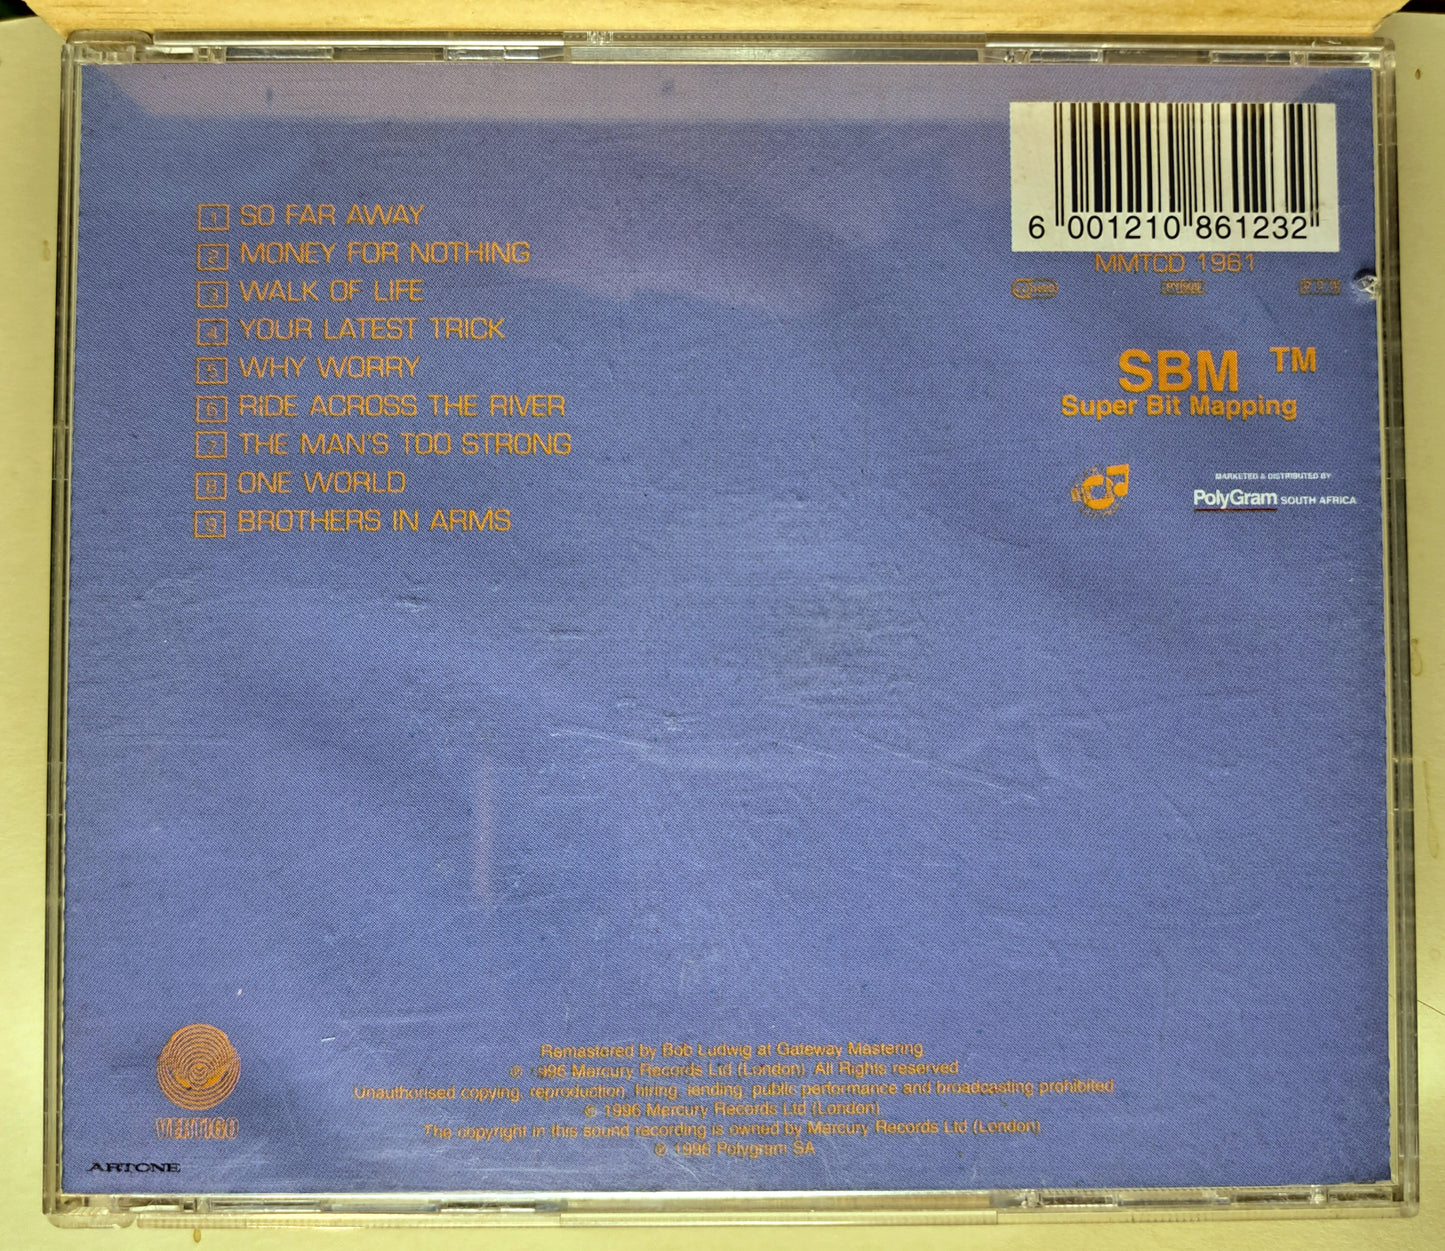 1 SO FAR AWAY
2 MONEY FOR NOTHING
3 WALK OF LIFE
4 YOUR LATEST TRICK
5 WHY WORRY
6 RIDE ACROSS THE RIVER
7 THE MAN'S TOO STRONG
8 ONE WORLD
9 BROTHERS IN ARMS
6 001210 861232
MMTCD 1961
SBM TM
Super Bit Mapping
MARKETED & DISTRIBUTED BY
PolyGram SOUTH AFRICA
Remastered by Bob Ludwig at Gateway Mastering
℗ 1996 Mercury Records Ltd (London). All Rights reserved.
Unauthorised copying, reproduction, hiring, lending, public performance and broadcasting prohibited
© 1996 Mercury Records Ltd (London).
The copyright in this sound recording is owned by Mercury Records Ltd (London)
℗ 1996 Polygram SA
VERTIGO
ARTONE